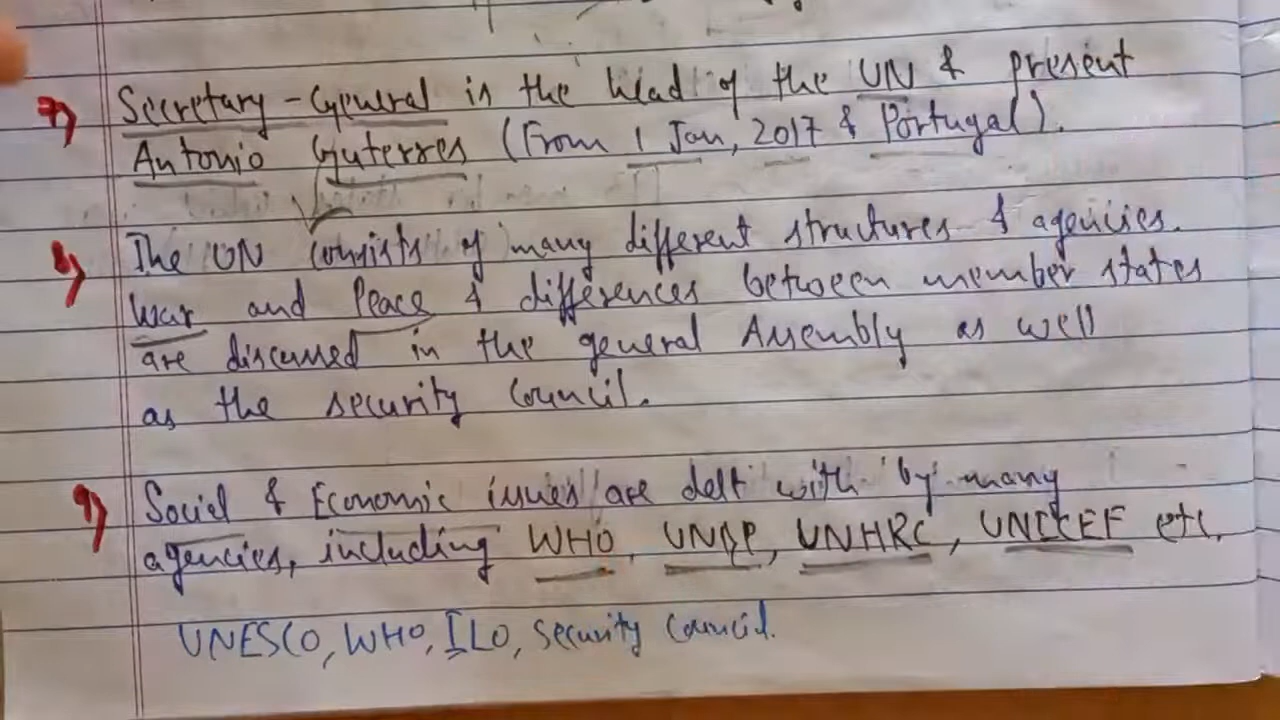 7) Secretary-General is the head of the UN & present
Antonio Guterres (From 1 Jan, 2017 & Portugal).
8) The UN consists of many different structures & agencies.
War and Peace & differences between member states
are discussed in the general Assembly as well
as the security Council.
9) Social & Economic issues are delt with by many
agencies, including WHO, UNDP, UNHRC, UNICEF etc.
UNESCO, WHO, ILO, Security Council.